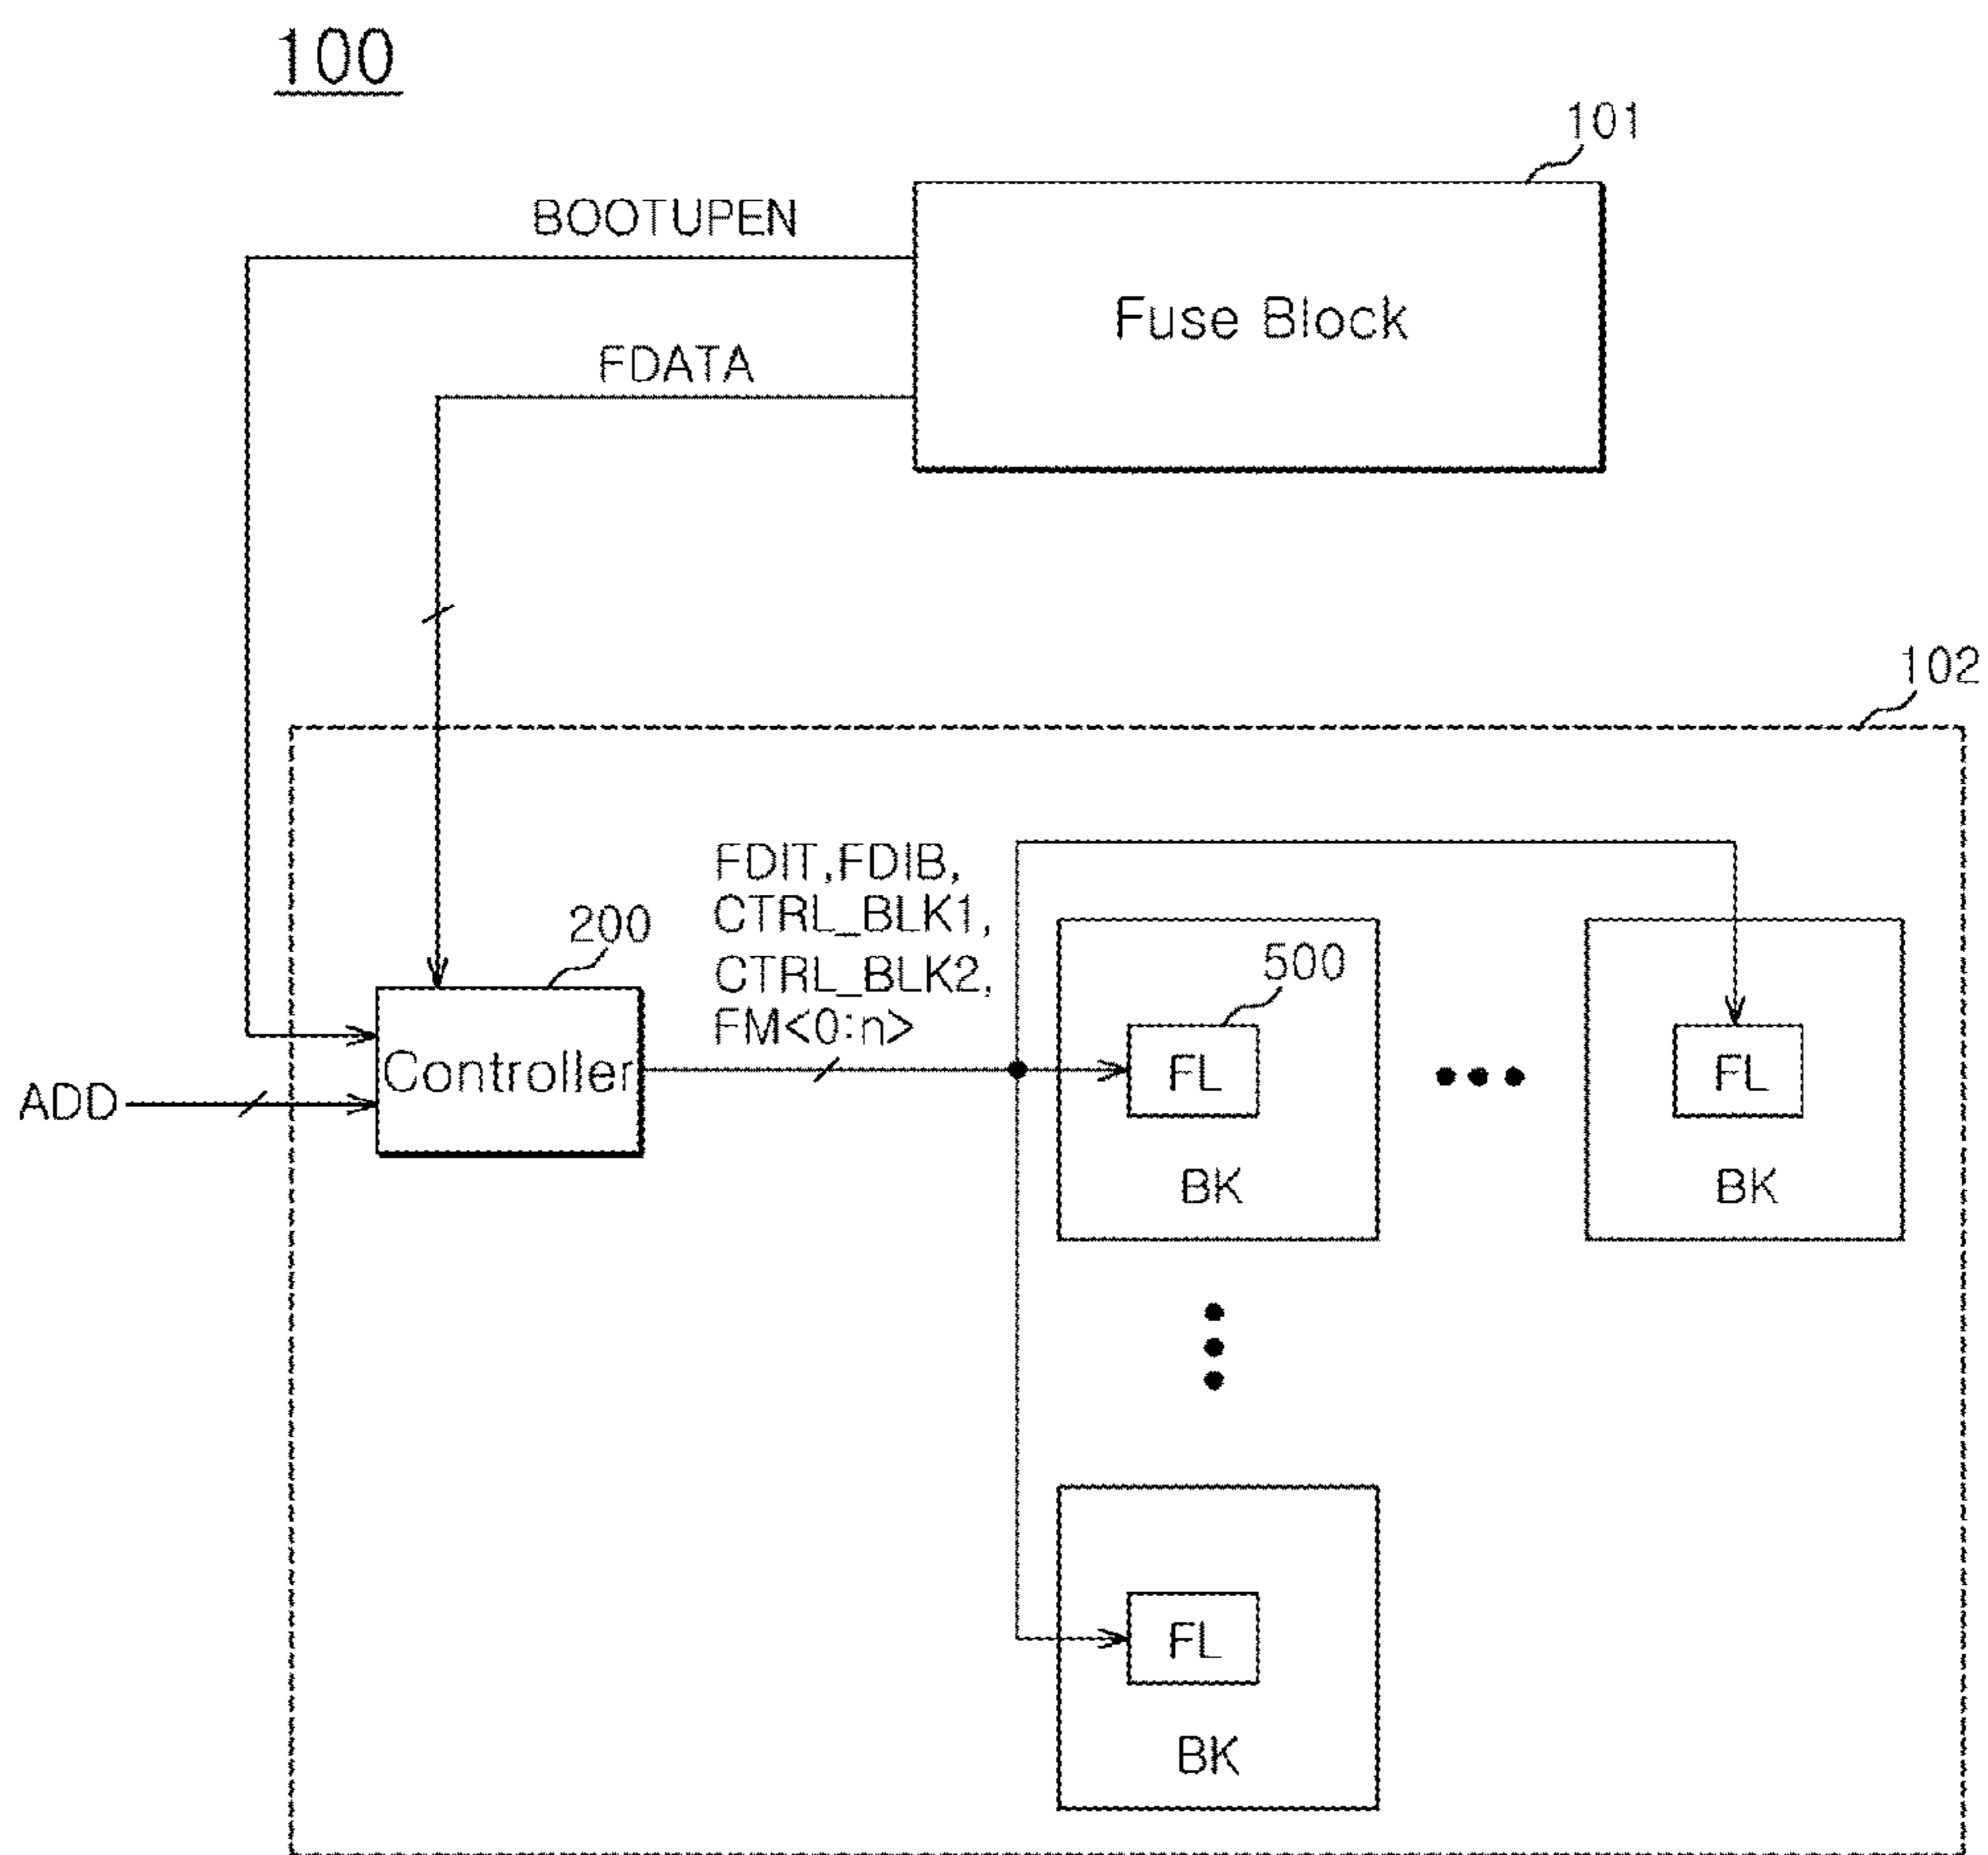 100
101
BOOTUPEN
Fuse Block
FDATA
102
FDIT,FDIB,
CTRL_BLK1,
200
CTRL_BLK2,
500
FM<0:n>
Controller
FL
FL
ADD
BK
BK
FL
BK